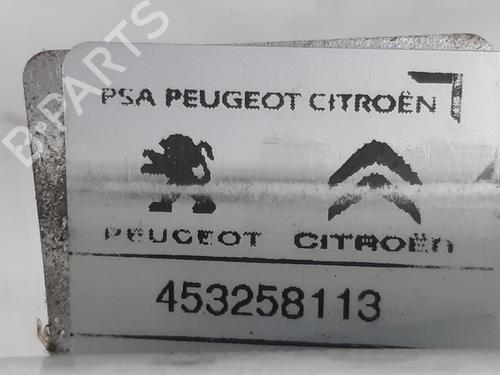 PSA PEUGEOT CITROËN
PEUGEOT CITROËN
453258113
B-PARTS